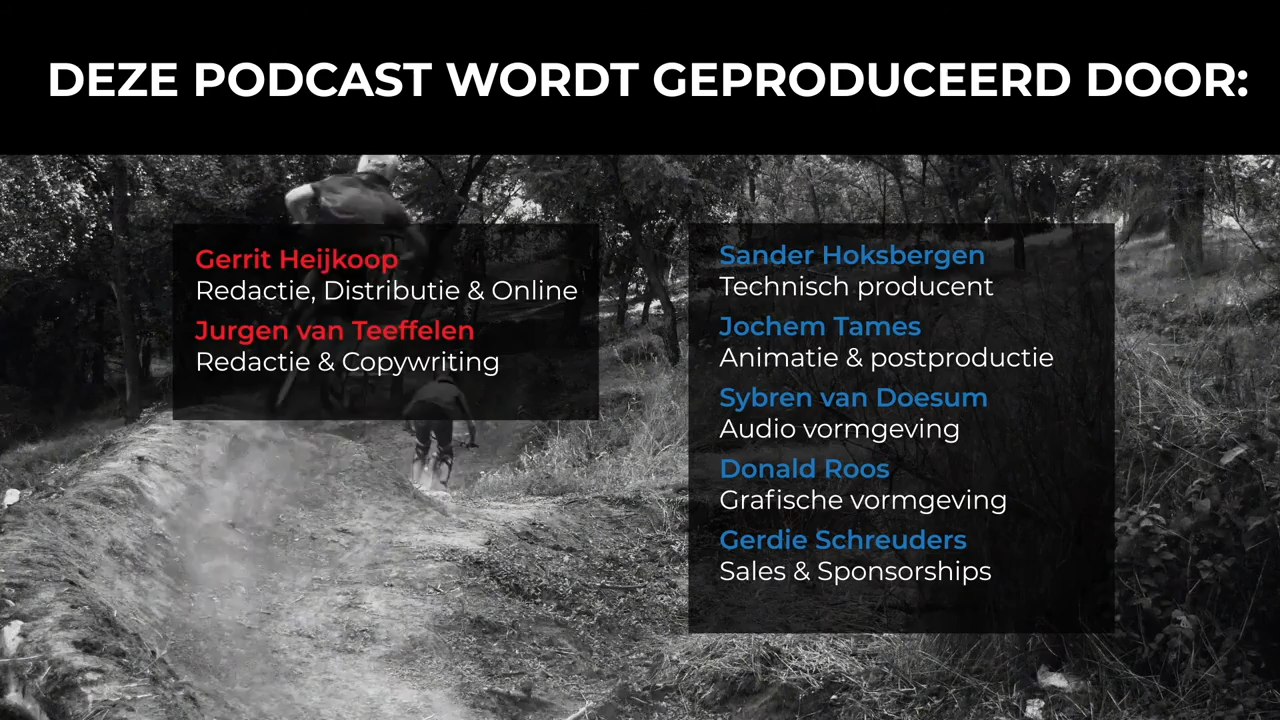 DEZE PODCAST WORDT GEPRODUCEERD DOOR:
Gerrit Heijkoop
Redactie, Distributie & Online
Jurgen van Teeffelen
Redactie & Copywriting
Sander Hoksbergen
Technisch producent
Jochem Tames
Animatie & postproductie
Sybren van Doesum
Audio vormgeving
Donald Roos
Grafische vormgeving
Gerdie Schreuders
Sales & Sponsorships